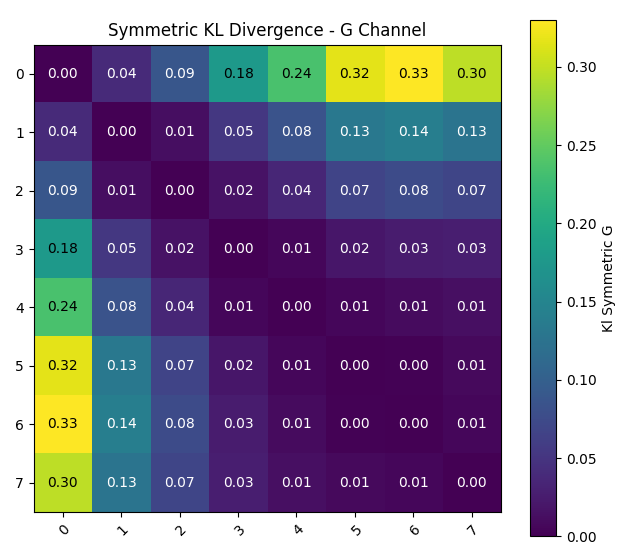 Symmetric KL Divergence - G Channel
0 0.00 0.04 0.09 0.18 0.24 0.32 0.33 0.30
1 0.04 0.00 0.01 0.05 0.08 0.13 0.14 0.13
2 0.09 0.01 0.00 0.02 0.04 0.07 0.08 0.07
3 0.18 0.05 0.02 0.00 0.01 0.02 0.03 0.03
4 0.24 0.08 0.04 0.01 0.00 0.01 0.01 0.01
5 0.32 0.13 0.07 0.02 0.01 0.00 0.00 0.01
6 0.33 0.14 0.08 0.03 0.01 0.00 0.00 0.01
7 0.30 0.13 0.07 0.03 0.01 0.01 0.01 0.00
0 1 2 3 4 5 6 7
0.30
0.25
0.20
0.15
0.10
0.05
0.00
Kl Symmetric G